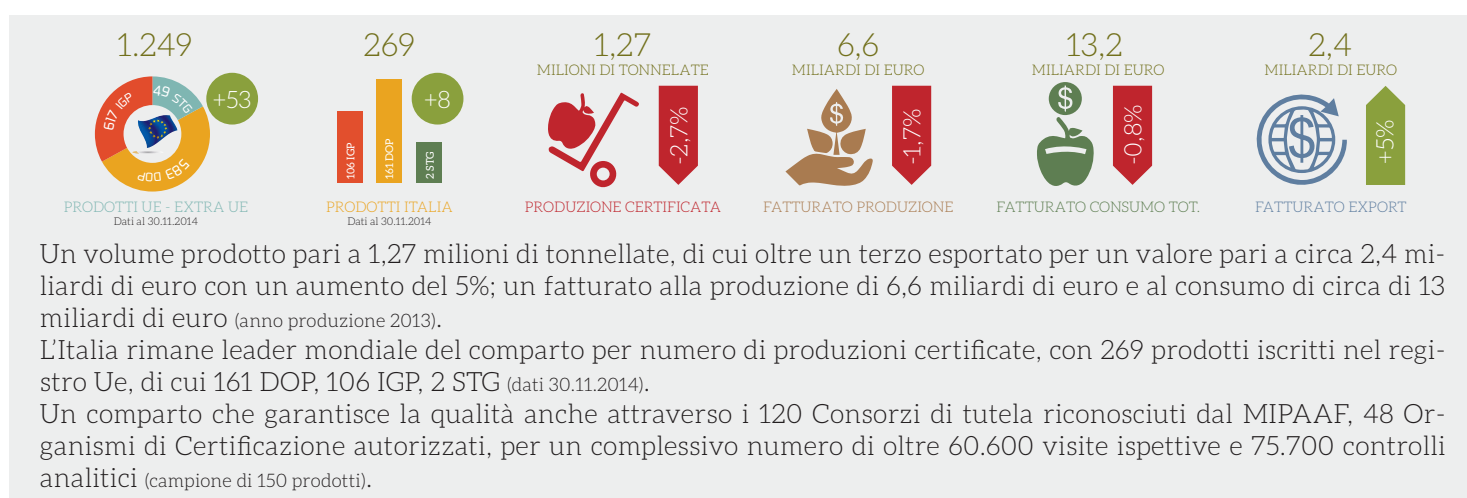 1.249
617 IGP
49 STG
583 DOP
+53
PRODOTTI UE - EXTRA UE
Dati al 30.11.2014
269
106 IGP
161 DOP
2 STG
+8
PRODOTTI ITALIA
Dati al 30.11.2014
1,27
MILIONI DI TONNELATE
-2,7%
PRODUZIONE CERTIFICATA
6,6
MILIARDI DI EURO
$
-1,7%
FATTURATO PRODUZIONE
13,2
MILIARDI DI EURO
$
-0,8%
FATTURATO CONSUMO TOT.
2,4
MILIARDI DI EURO
$
+5%
FATTURATO EXPORT
Un volume prodotto pari a 1,27 milioni di tonnellate, di cui oltre un terzo esportato per un valore pari a circa 2,4 mi-
liardi di euro con un aumento del 5%; un fatturato alla produzione di 6,6 miliardi di euro e al consumo di circa di 13
miliardi di euro (anno produzione 2013).
L'Italia rimane leader mondiale del comparto per numero di produzioni certificate, con 269 prodotti iscritti nel regi-
stro Ue, di cui 161 DOP, 106 IGP, 2 STG (dati 30.11.2014).
Un comparto che garantisce la qualità anche attraverso i 120 Consorzi di tutela riconosciuti dal MIPAAF, 48 Or-
ganismi di Certificazione autorizzati, per un complessivo numero di oltre 60.600 visite ispettive e 75.700 controlli
analitici (campione di 150 prodotti).